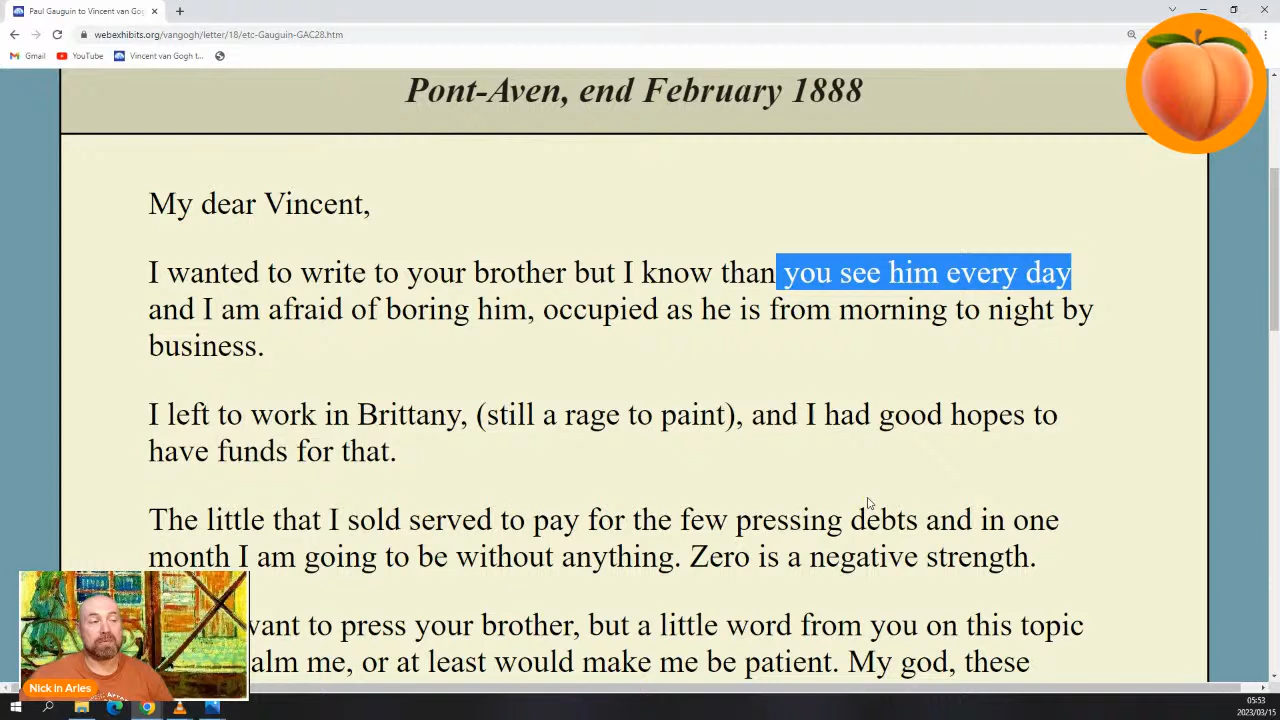 Paul Gauguin to Vincent van Gog
webexhibits.org/vangogh/letter/18/etc-Gauguin-GAC28.htm
Gmail YouTube Vincent van Gogh t...
Pont-Aven, end February 1888
My dear Vincent,
I wanted to write to your brother but I know than you see him every day
and I am afraid of boring him, occupied as he is from morning to night by
business.
I left to work in Brittany, (still a rage to paint), and I had good hopes to
have funds for that.
The little that I sold served to pay for the few pressing debts and in one
month I am going to be without anything. Zero is a negative strength.
want to press your brother, but a little word from you on this topic
alm me, or at least would make me be patient. My god, these
Nick in Arles
05:53
2023/03/15